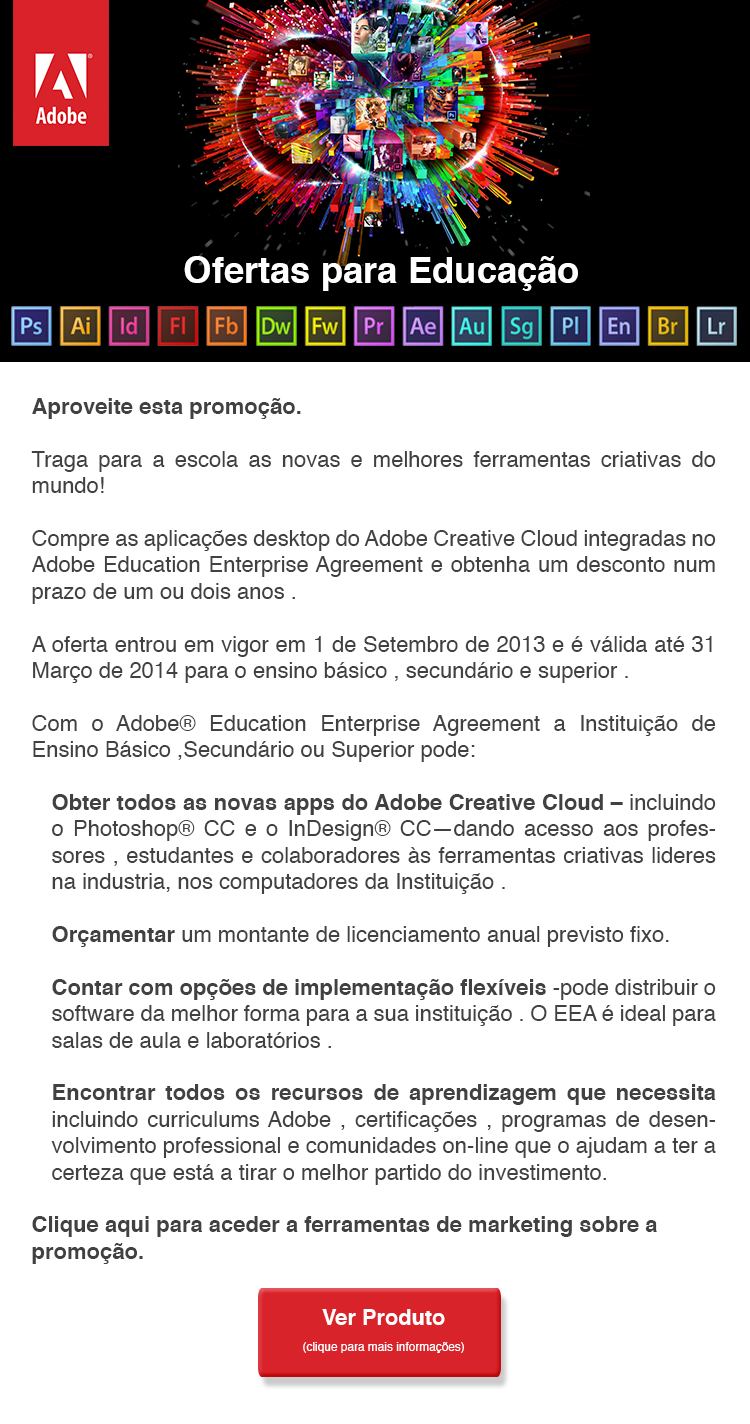 Adobe
Ofertas para Educação
Ps Ai Id Fl Fb Dw Fw Pr Ae Au Sg Pl En Br Lr
Aproveite esta promoção.
Traga para a escola as novas e melhores ferramentas criativas do
mundo!
Compre as aplicações desktop do Adobe Creative Cloud integradas no
Adobe Education Enterprise Agreement e obtenha um desconto num
prazo de um ou dois anos .
A oferta entrou em vigor em 1 de Setembro de 2013 e é válida até 31
Março de 2014 para o ensino básico , secundário e superior .
Com o Adobe® Education Enterprise Agreement a Instituição de
Ensino Básico ,Secundário ou Superior pode:
Obter todos as novas apps do Adobe Creative Cloud – incluindo
o Photoshop® CC e o InDesign® CC—dando acesso aos profes-
sores , estudantes e colaboradores às ferramentas criativas lideres
na industria, nos computadores da Instituição .
Orçamentar um montante de licenciamento anual previsto fixo.
Contar com opções de implementação flexíveis -pode distribuir o
software da melhor forma para a sua instituição . O EEA é ideal para
salas de aula e laboratórios .
Encontrar todos os recursos de aprendizagem que necessita
incluindo curriculums Adobe , certificações , programas de desen-
volvimento professional e comunidades on-line que o ajudam a ter a
certeza que está a tirar o melhor partido do investimento.
Clique aqui para aceder a ferramentas de marketing sobre a
promoção.
Ver Produto
(clique para mais informações)